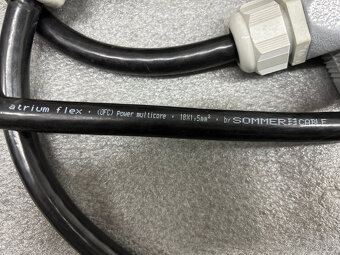 atrium flex · (OFC) Power multicore · 18X1,5mm² · by SOMMER CABLE